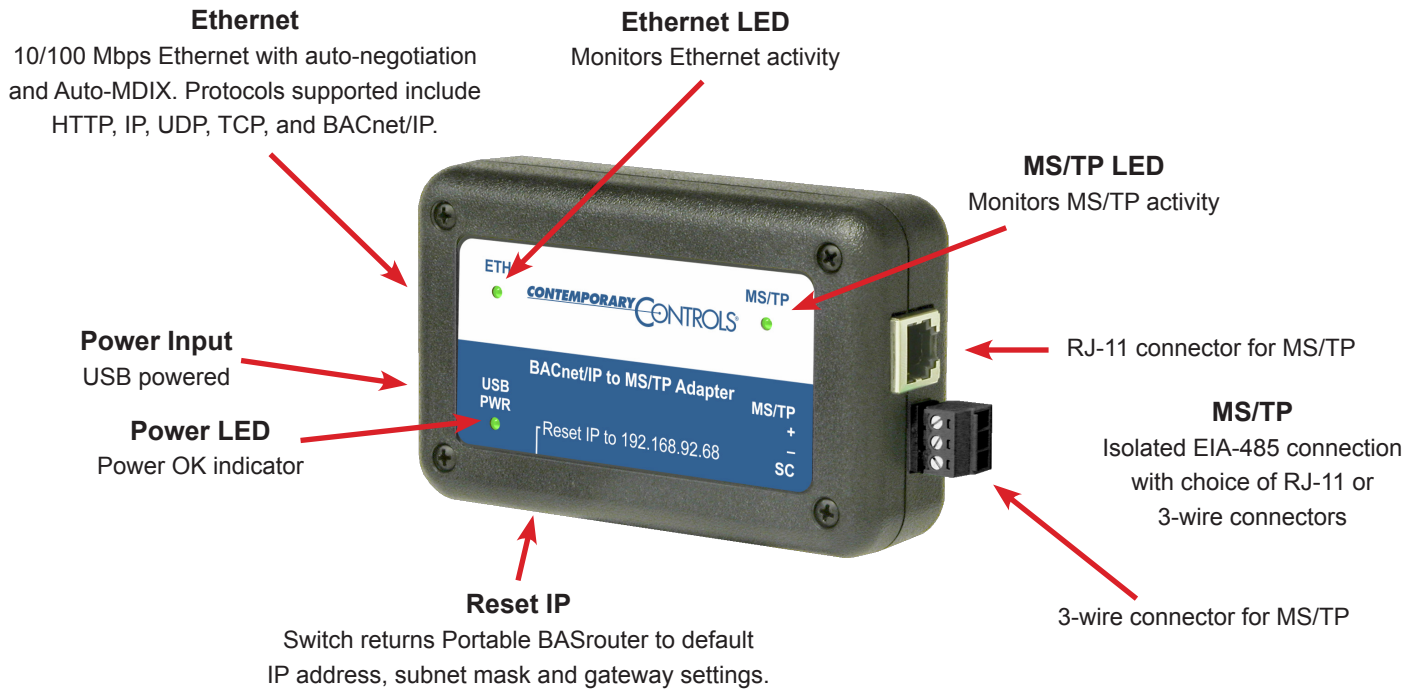 Ethernet
10/100 Mbps Ethernet with auto-negotiation
and Auto-MDIX. Protocols supported include
HTTP, IP, UDP, TCP, and BACnet/IP.
Ethernet LED
Monitors Ethernet activity
MS/TP LED
Monitors MS/TP activity
ETH
CONTEMPORARY CONTROLS®
MS/TP
Power Input
USB powered
BACnet/IP to MS/TP Adapter
USB
PWR
MS/TP
+
–
SC
Reset IP to 192.168.92.68
Power LED
Power OK indicator
RJ-11 connector for MS/TP
MS/TP
Isolated EIA-485 connection
with choice of RJ-11 or
3-wire connectors
3-wire connector for MS/TP
Reset IP
Switch returns Portable BASrouter to default
IP address, subnet mask and gateway settings.